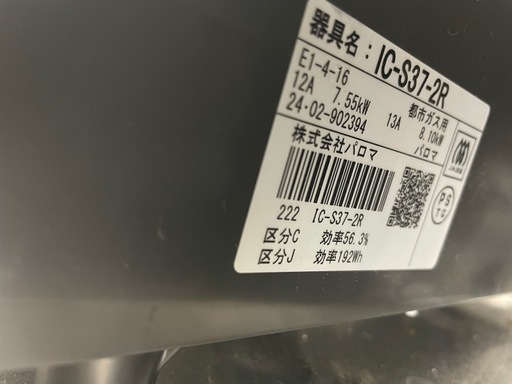 器具名：IC-S37-2R
E1-4-16 都市ガス用
12A 7.55kW 13A 8.10kW
24・02-902394 パロマ
株式会社パロマ
222 IC-S37-2R
区分C 効率56.3%
区分J 効率192Wh
PS
TG